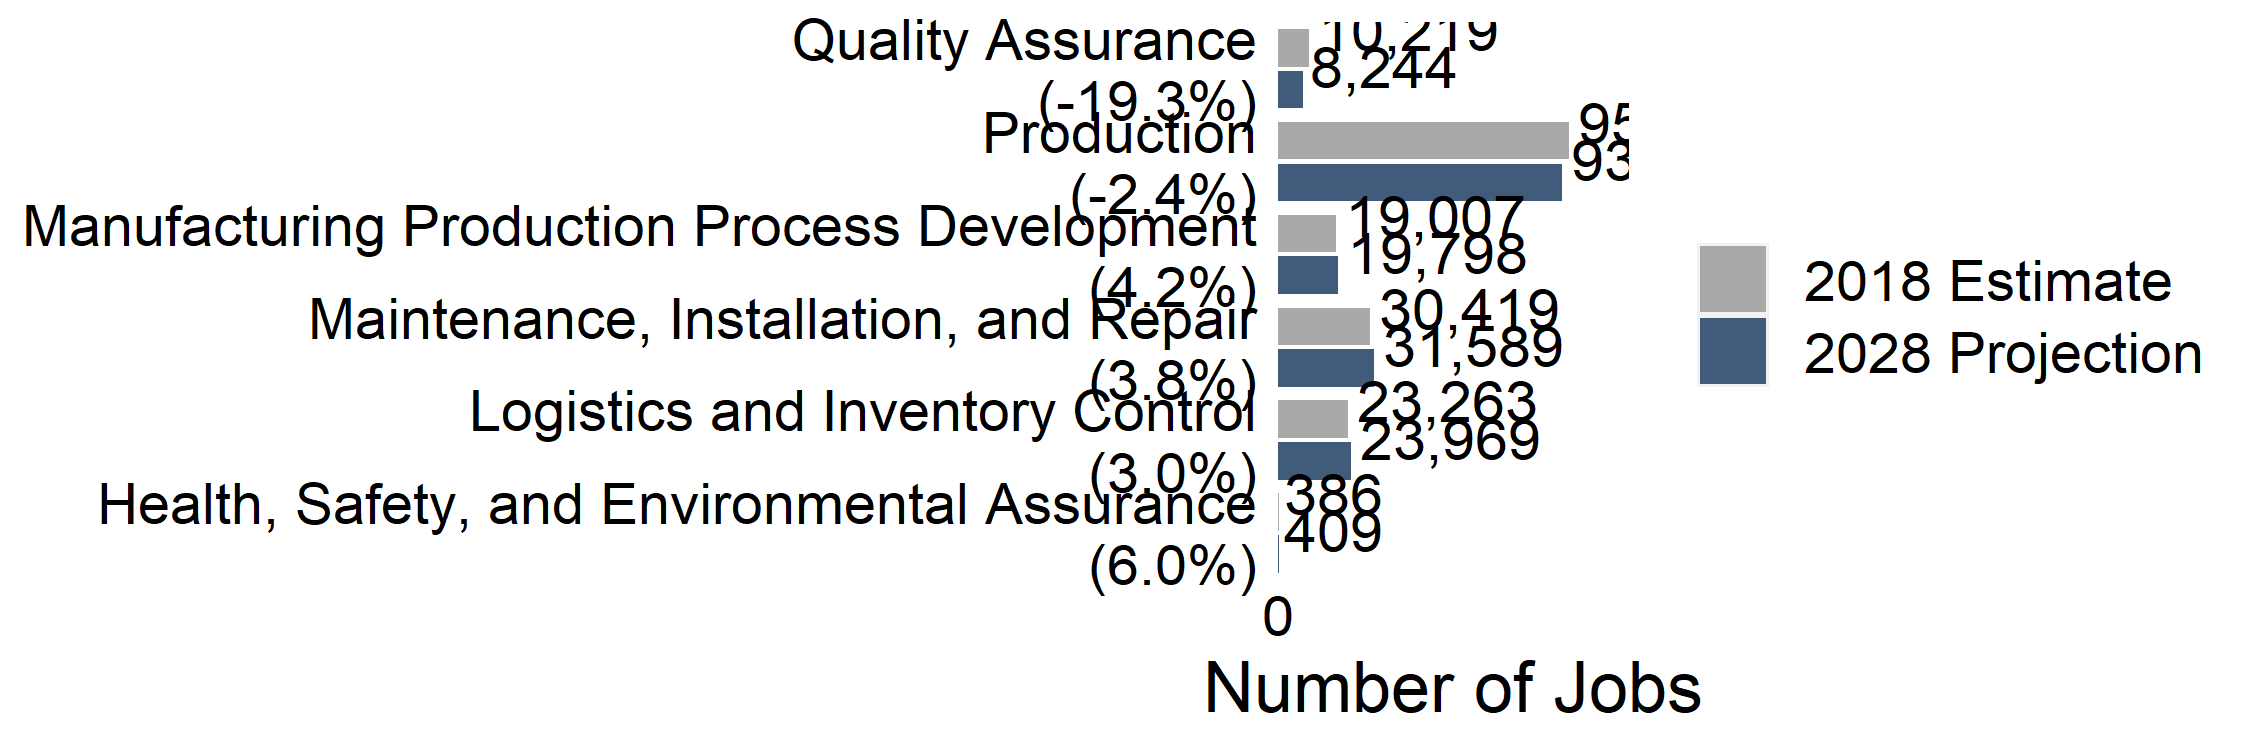 Quality Assurance
(-19.3%)
10,219
8,244
Production
(-2.4%)
95
93
Manufacturing Production Process Development
(4.2%)
19,007
19,798
Maintenance, Installation, and Repair
(3.8%)
30,419
31,589
Logistics and Inventory Control
(3.0%)
23,263
23,969
Health, Safety, and Environmental Assurance
(6.0%)
386
409
0
Number of Jobs
2018 Estimate
2028 Projection